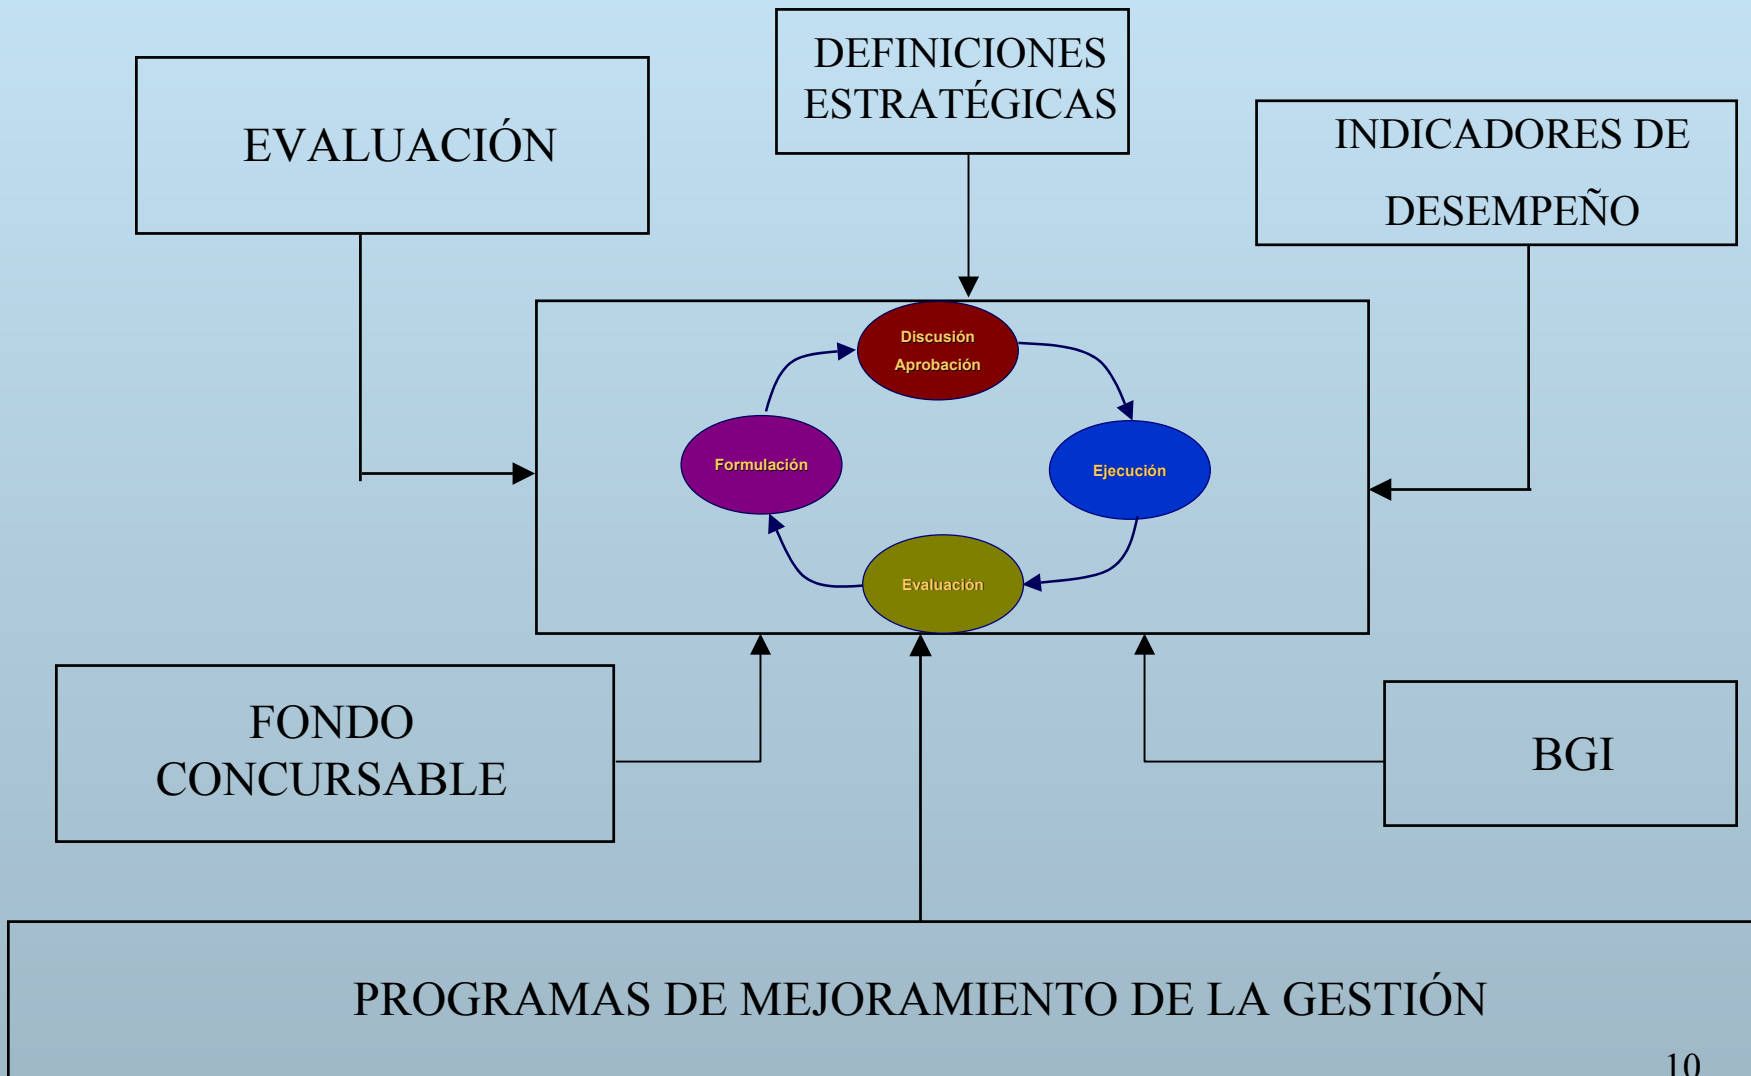 DEFINICIONES
ESTRATÉGICAS
EVALUACIÓN
INDICADORES DE
DESEMPEÑO
Discusión
Aprobación
Formulación
Ejecución
Evaluación
FONDO
CONCURSABLE
BGI
PROGRAMAS DE MEJORAMIENTO DE LA GESTIÓN
10